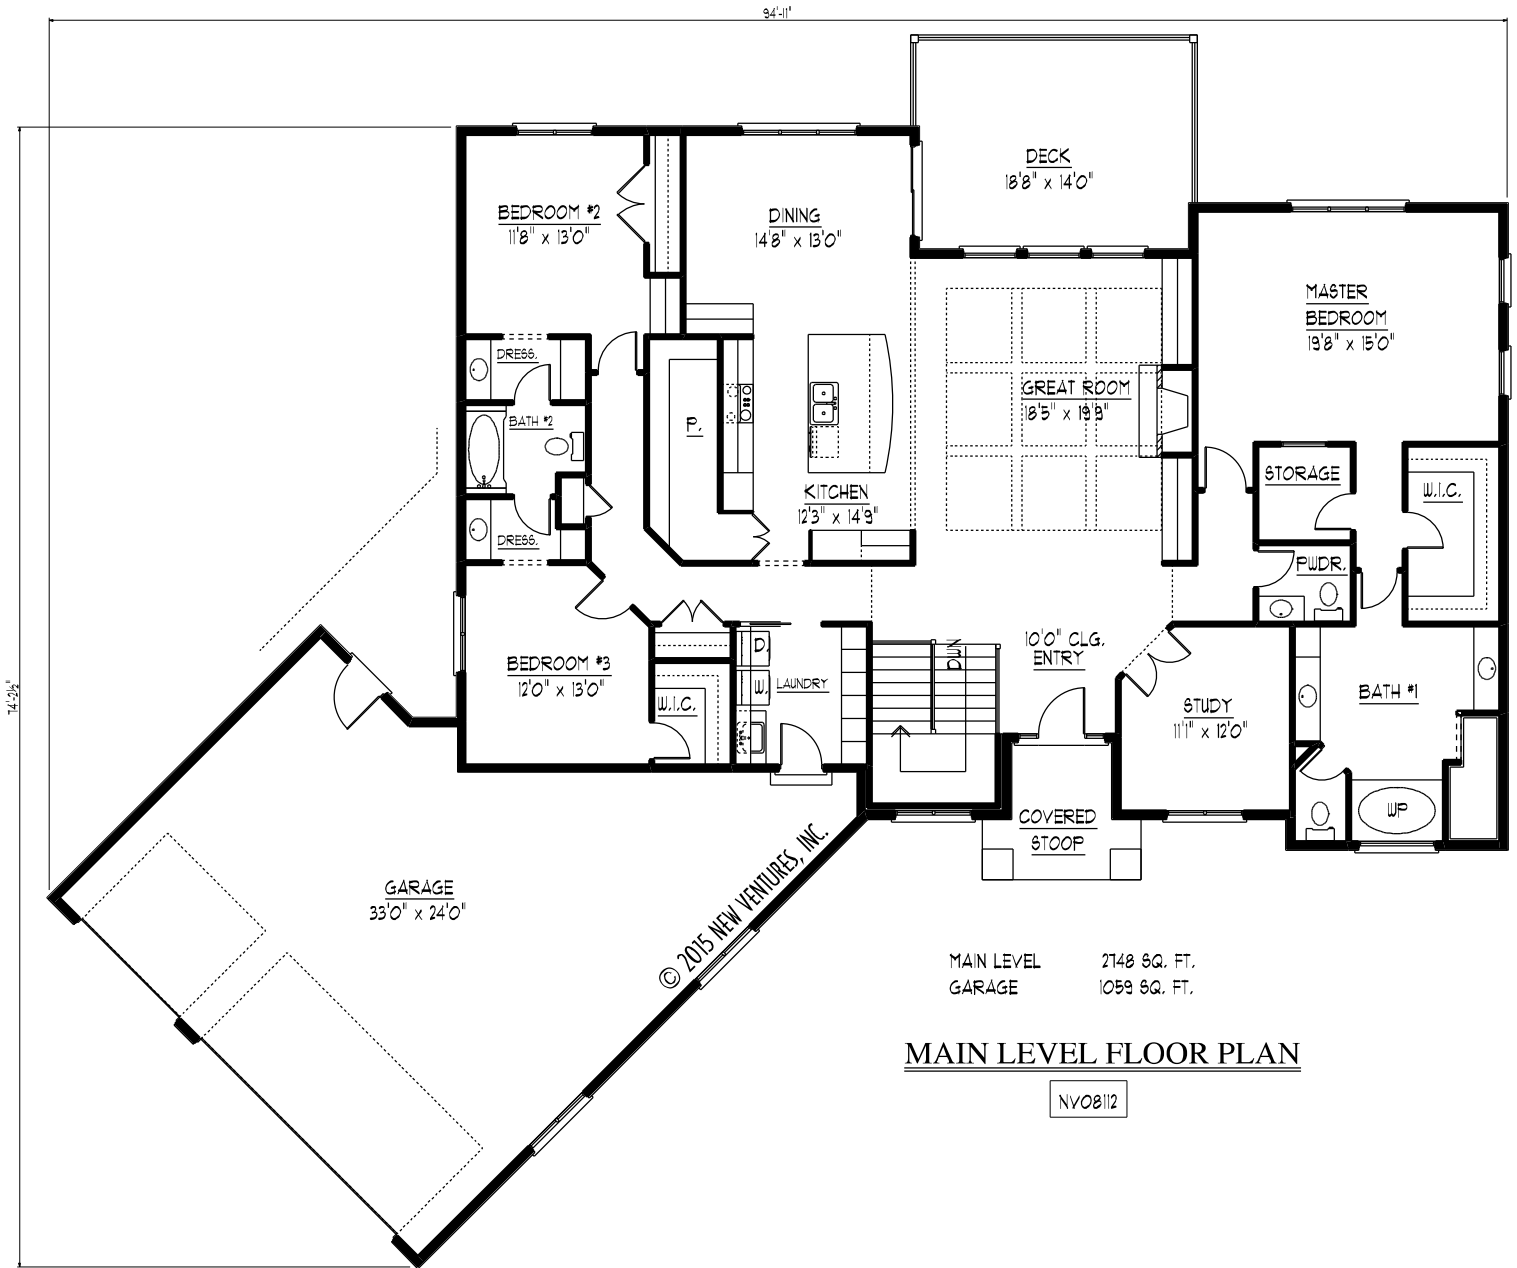 94'-11"
DECK
18'8" x 14'0"
BEDROOM #2
11'8" x 13'0"
DINING
14'8" x 13'0"
MASTER
BEDROOM
19'8" x 15'0"
DRESS.
GREAT ROOM
18'5" x 19'9"
BATH #2
P.
STORAGE
W.I.C.
KITCHEN
12'3" x 14'9"
DRESS.
PWDR.
10'0" CLG.
ENTRY
DWN
D.
BEDROOM #3
12'0" x 13'0"
W.
LAUNDRY
W.I.C.
BATH #1
STUDY
11'1" x 12'0"
74'-2½"
WP
COVERED
STOOP
GARAGE
33'0" x 24'0"
© 2015 NEW VENTURES, INC.
MAIN LEVEL 2748 SQ. FT.
GARAGE 1059 SQ. FT.
MAIN LEVEL FLOOR PLAN
NV08112